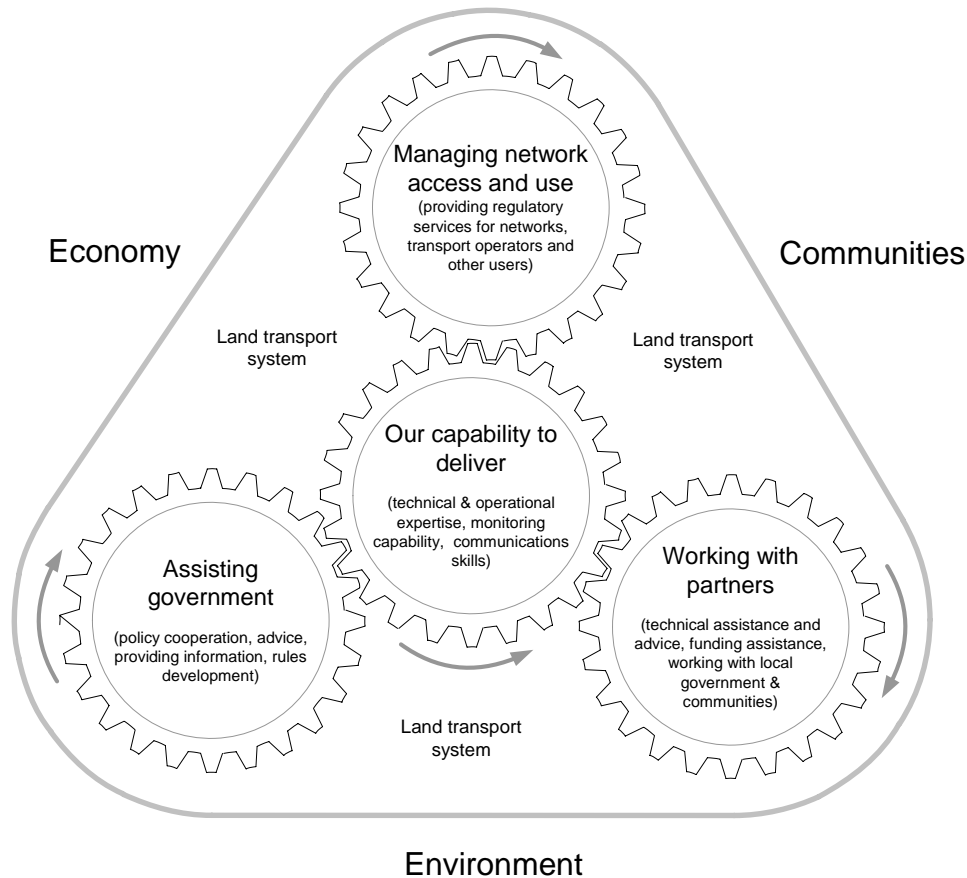 Managing network
access and use
(providing regulatory
services for networks,
transport operators and
other users)
Economy
Communities
Land transport
system
Land transport
system
Our capability to
deliver
(technical & operational
expertise, monitoring
capability, communications
skills)
Assisting
government
(policy cooperation, advice,
providing information, rules
development)
Working with
partners
(technical assistance and
advice, funding assistance,
working with local
government &
communities)
Land transport
system
Environment